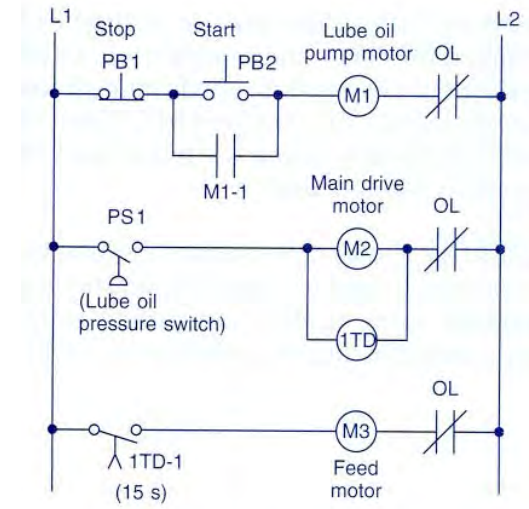 L1
L2
Stop
PB1
Start
PB2
Lube oil
pump motor
OL
M1
M1-1
PS1
Main drive
motor
OL
M2
(Lube oil
pressure switch)
1TD
OL
M3
1TD-1
(15 s)
Feed
motor